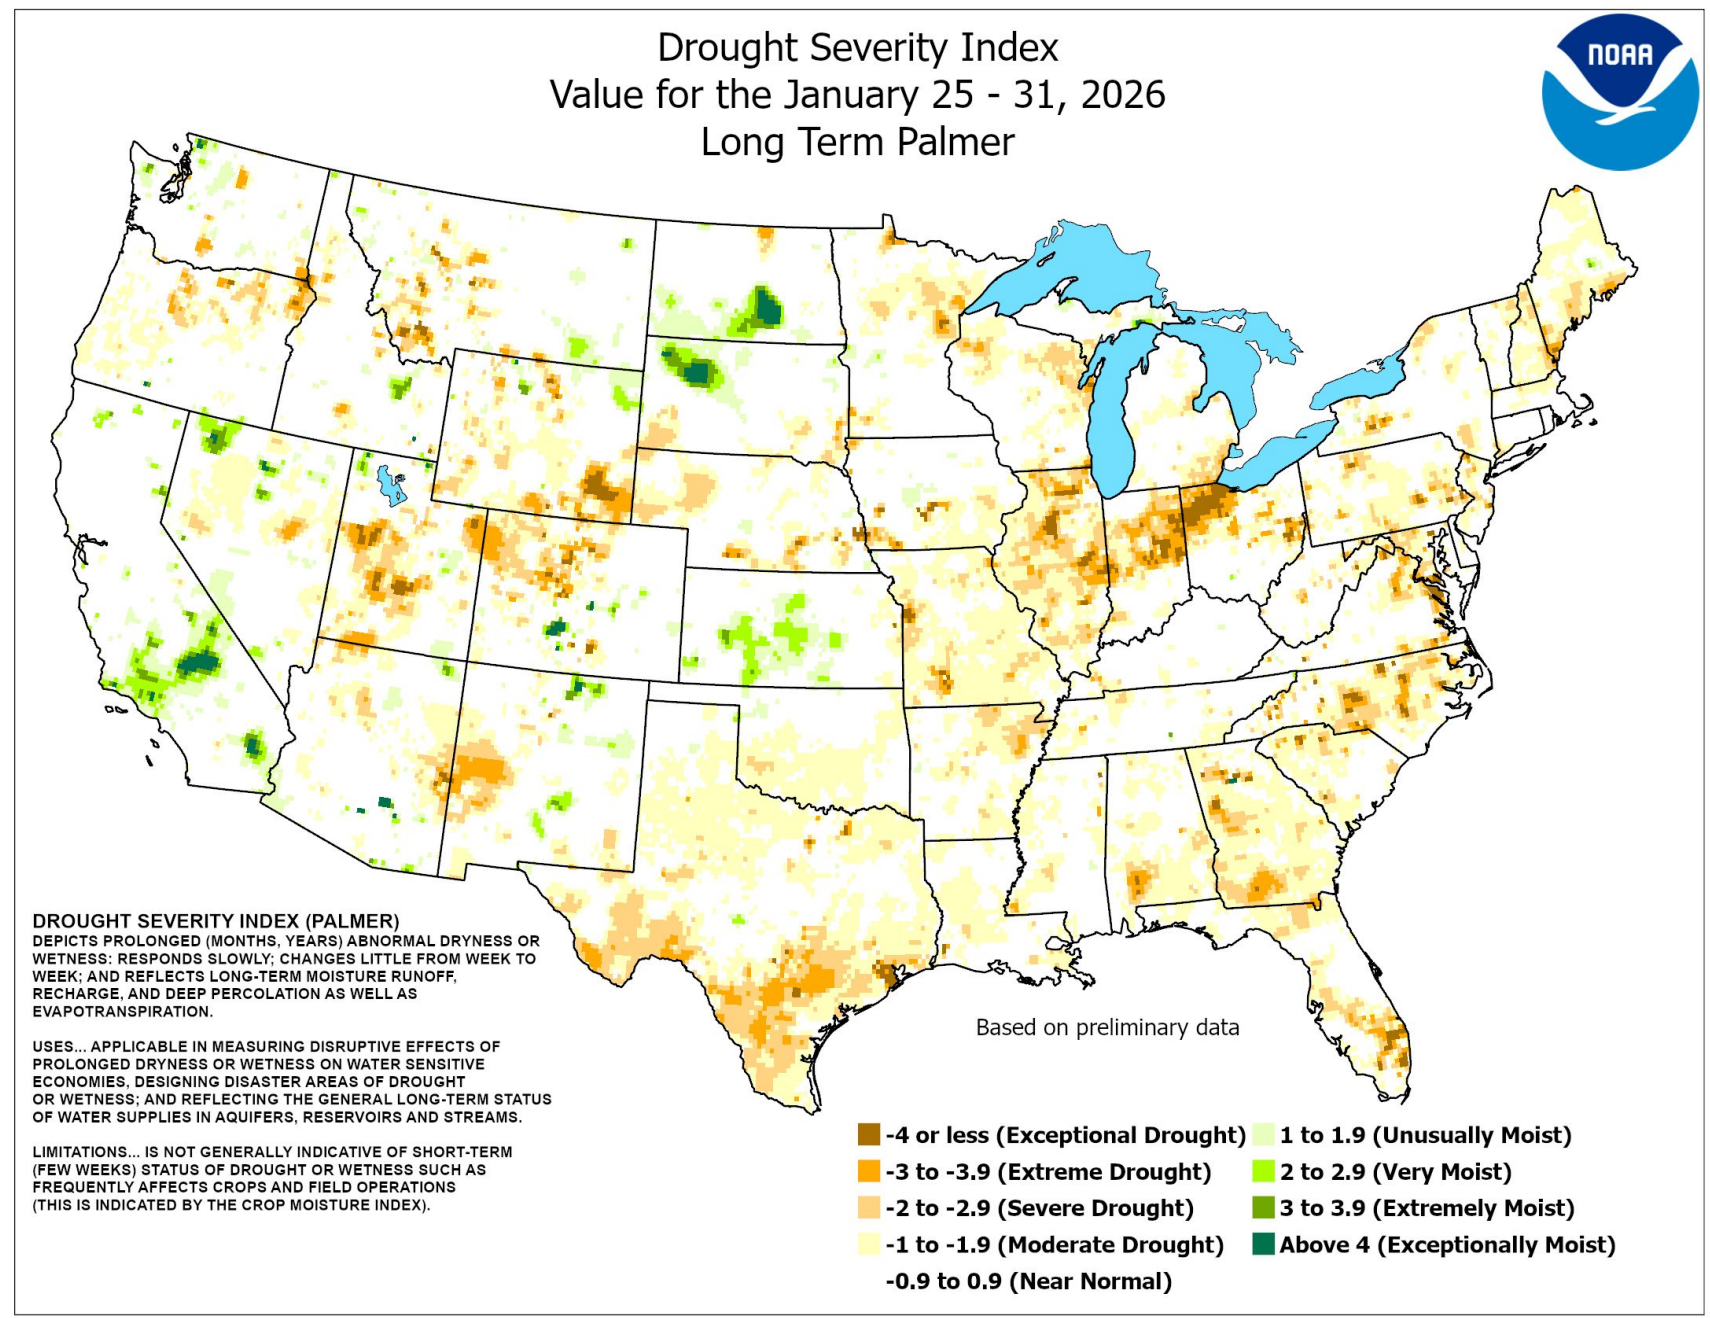 Drought Severity Index
Value for the January 25 - 31, 2026
Long Term Palmer
NOAA
DROUGHT SEVERITY INDEX (PALMER)
DEPICTS PROLONGED (MONTHS, YEARS) ABNORMAL DRYNESS OR
WETNESS: RESPONDS SLOWLY; CHANGES LITTLE FROM WEEK TO
WEEK; AND REFLECTS LONG-TERM MOISTURE RUNOFF,
RECHARGE, AND DEEP PERCOLATION AS WELL AS
EVAPOTRANSPIRATION.
USES... APPLICABLE IN MEASURING DISRUPTIVE EFFECTS OF
PROLONGED DRYNESS OR WETNESS ON WATER SENSITIVE
ECONOMIES, DESIGNING DISASTER AREAS OF DROUGHT
OR WETNESS; AND REFLECTING THE GENERAL LONG-TERM STATUS
OF WATER SUPPLIES IN AQUIFERS, RESERVOIRS AND STREAMS.
LIMITATIONS... IS NOT GENERALLY INDICATIVE OF SHORT-TERM
(FEW WEEKS) STATUS OF DROUGHT OR WETNESS SUCH AS
FREQUENTLY AFFECTS CROPS AND FIELD OPERATIONS
(THIS IS INDICATED BY THE CROP MOISTURE INDEX).
Based on preliminary data
-4 or less (Exceptional Drought)
-3 to -3.9 (Extreme Drought)
-2 to -2.9 (Severe Drought)
-1 to -1.9 (Moderate Drought)
-0.9 to 0.9 (Near Normal)
1 to 1.9 (Unusually Moist)
2 to 2.9 (Very Moist)
3 to 3.9 (Extremely Moist)
Above 4 (Exceptionally Moist)